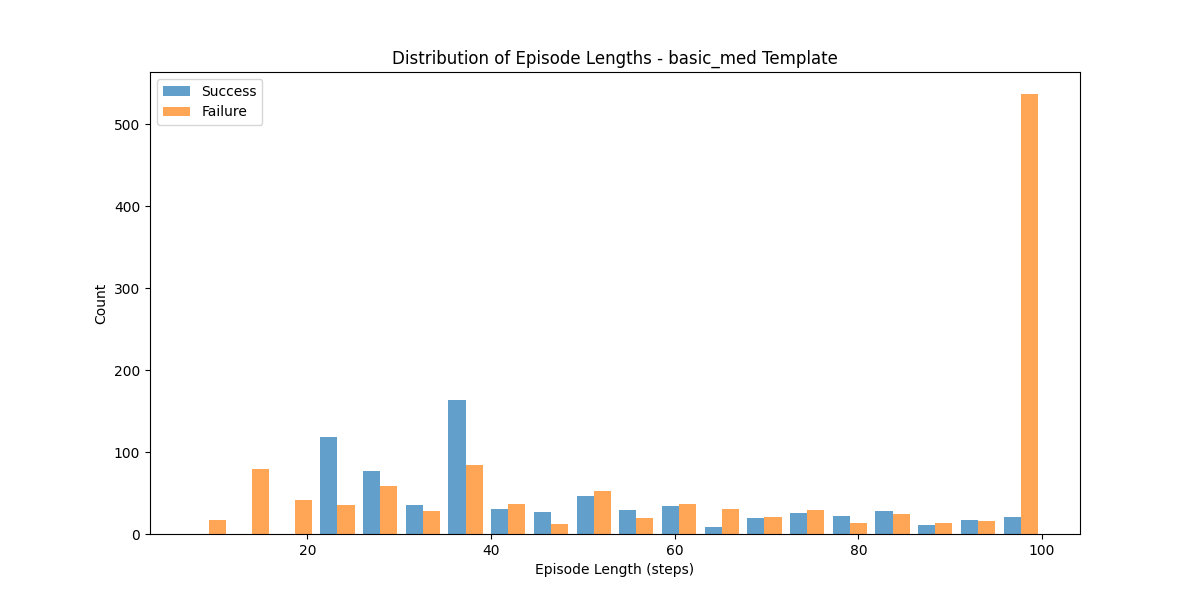 Distribution of Episode Lengths - basic_med Template
Success
Failure
Count
500
400
300
200
100
0
20 40 60 80 100
Episode Length (steps)